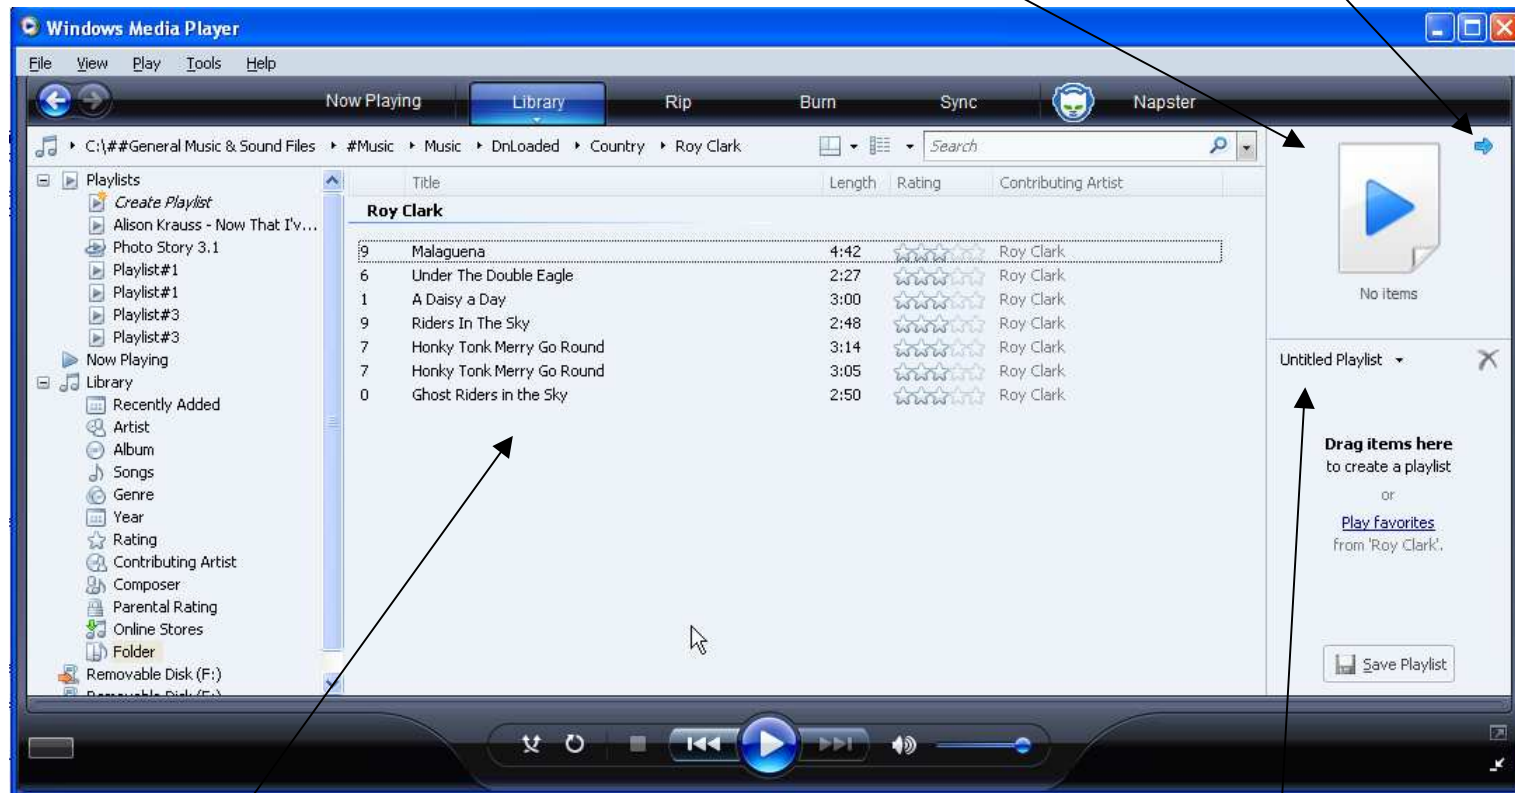 Windows Media Player
File View Play Tools Help
Now Playing Library Rip Burn Sync Napster
C:\##General Music & Sound Files #Music Music DnLoaded Country Roy Clark Search
Playlists
Create Playlist
Alison Krauss - Now That I'v...
Photo Story 3.1
Playlist#1
Playlist#1
Playlist#3
Playlist#3
Now Playing
Library
Recently Added
Artist
Album
Songs
Genre
Year
Rating
Contributing Artist
Composer
Parental Rating
Online Stores
Folder
Removable Disk (F:)
Title Length Rating Contributing Artist
Roy Clark
9 Malaguena 4:42 Roy Clark
6 Under The Double Eagle 2:27 Roy Clark
1 A Daisy a Day 3:00 Roy Clark
9 Riders In The Sky 2:48 Roy Clark
7 Honky Tonk Merry Go Round 3:14 Roy Clark
7 Honky Tonk Merry Go Round 3:05 Roy Clark
0 Ghost Riders in the Sky 2:50 Roy Clark
No items
Untitled Playlist
Drag items here
to create a playlist
or
Play favorites
from 'Roy Clark'.
Save Playlist